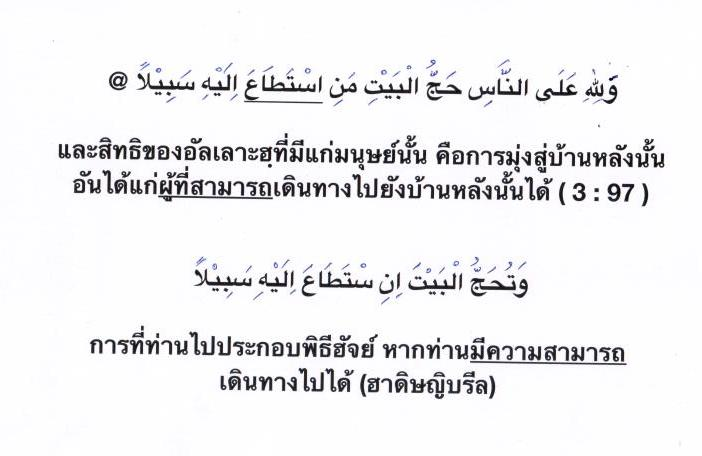 وَلِلّٰهِ عَلَى النَّاسِ حَجُّ الْبَيْتِ مَنِ اسْتَطَاعَ اِلَيْهِ سَبِيْلاً @
และสิทธิของอัลเลาะฮฺที่มีแก่มนุษย์นั้น คือการมุ่งสู่บ้านหลังนั้น
อันได้แก่ผู้ที่สามารถเดินทางไปยังบ้านหลังนั้นได้ ( 3 : 97 )
وَتُحَجُّ الْبَيْتَ اِنِ سْتَطَاعَ اِلَيْهِ سَبِيْلاً
การที่ท่านไปประกอบพิธีฮัจย์ หากท่านมีความสามารถ
เดินทางไปได้ (ฮาดิษญิบรีล)